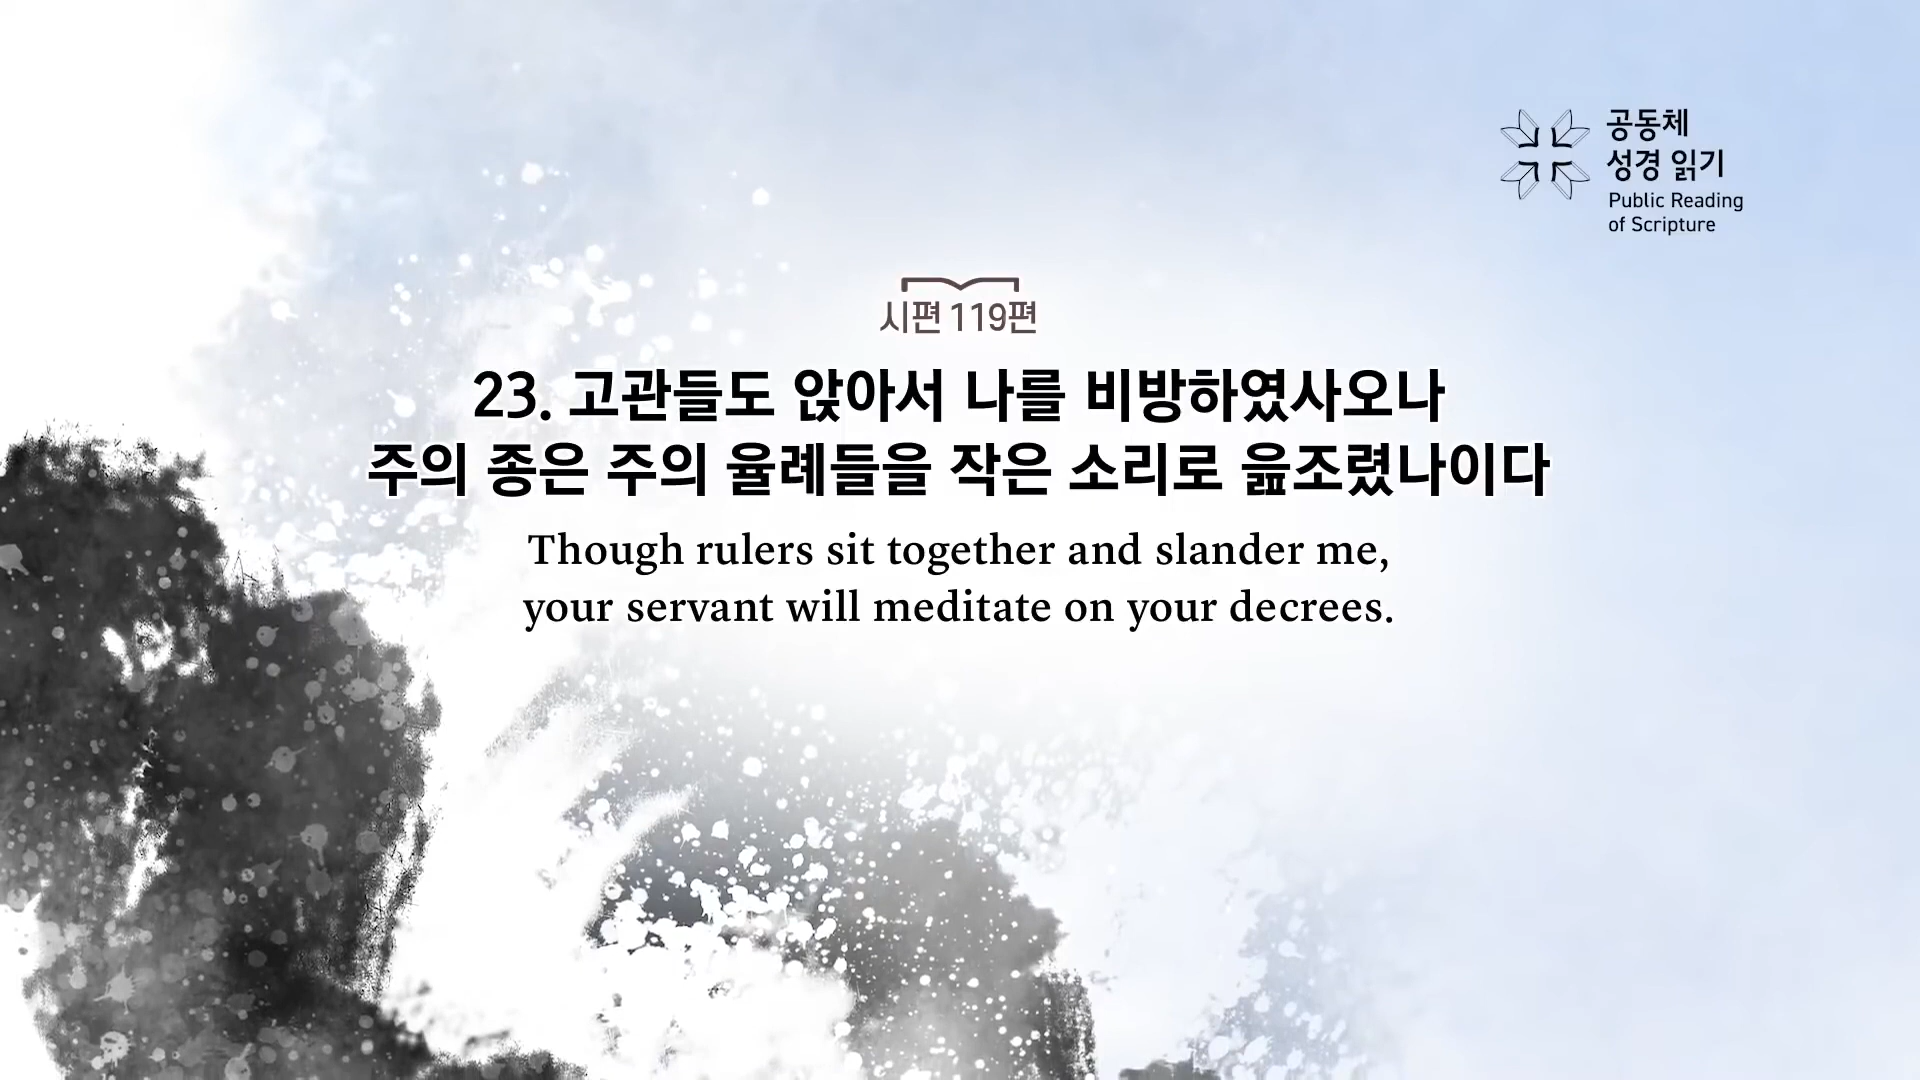 공동체
성경 읽기
Public Reading
of Scripture
시편 119편
23. 고관들도 앉아서 나를 비방하였사오나
주의 종은 주의 율례들을 작은 소리로 읊조렸나이다
Though rulers sit together and slander me,
your servant will meditate on your decrees.